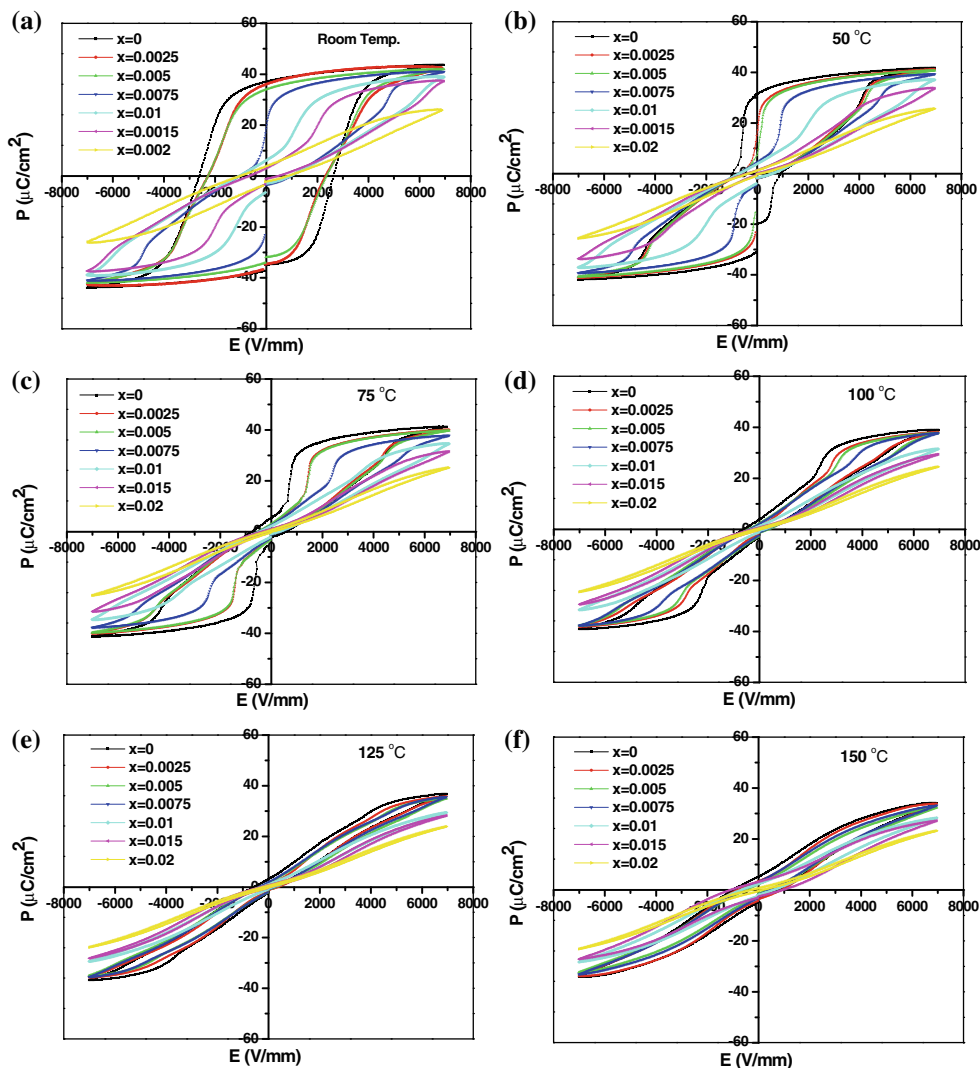 (a)
60
x=0
x=0.0025
x=0.005
x=0.0075
x=0.01
x=0.0015
x=0.002
Room Temp.
40
20
0
-8000 -6000 -4000 -2000 0 2000 4000 6000 8000
-20
-40
-60
P (μC/cm²)
E (V/mm)
(b)
60
x=0
x=0.0025
x=0.005
x=0.0075
x=0.01
x=0.0015
x=0.02
50 °C
40
20
0
-8000 -6000 -4000 -2000 0 2000 4000 6000 8000
-20
-40
-60
P (μC/cm²)
E (V/mm)
(c)
60
x=0
x=0.0025
x=0.005
x=0.0075
x=0.01
x=0.015
x=0.02
75 °C
40
20
0
-8000 -6000 -4000 -2000 0 2000 4000 6000 8000
-20
-40
-60
P (μC/cm²)
E (V/mm)
(d)
60
x=0
x=0.0025
x=0.005
x=0.0075
x=0.01
x=0.015
x=0.02
100 °C
40
20
0
-8000 -6000 -4000 -2000 0 2000 4000 6000 8000
-20
-40
-60
P (μC/cm²)
E (V/mm)
(e)
60
x=0
x=0.0025
x=0.005
x=0.0075
x=0.01
x=0.015
x=0.02
125 °C
40
20
0
-8000 -6000 -4000 -2000 0 2000 4000 6000 8000
-20
-40
-60
P (μC/cm²)
E (V/mm)
(f)
60
x=0
x=0.0025
x=0.005
x=0.0075
x=0.01
x=0.015
x=0.02
150 °C
40
20
0
-8000 -6000 -4000 -2000 0 2000 4000 6000 8000
-20
-40
-60
P (μC/cm²)
E (V/mm)